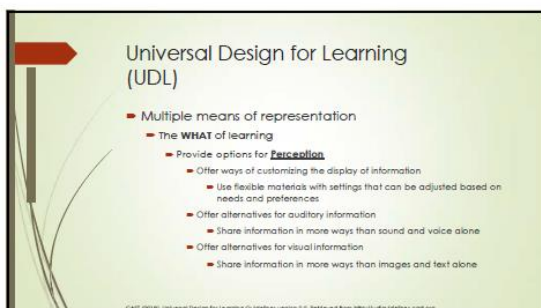 Universal Design for Learning
(UDL)
Multiple means of representation
The WHAT of learning
Provide options for Perception
Offer ways of customizing the display of information
Use flexible materials with settings that can be adjusted based on
needs and preferences
Offer alternatives for auditory information
Share information in more ways than sound and voice alone
Offer alternatives for visual information
Share information in more ways than images and text alone